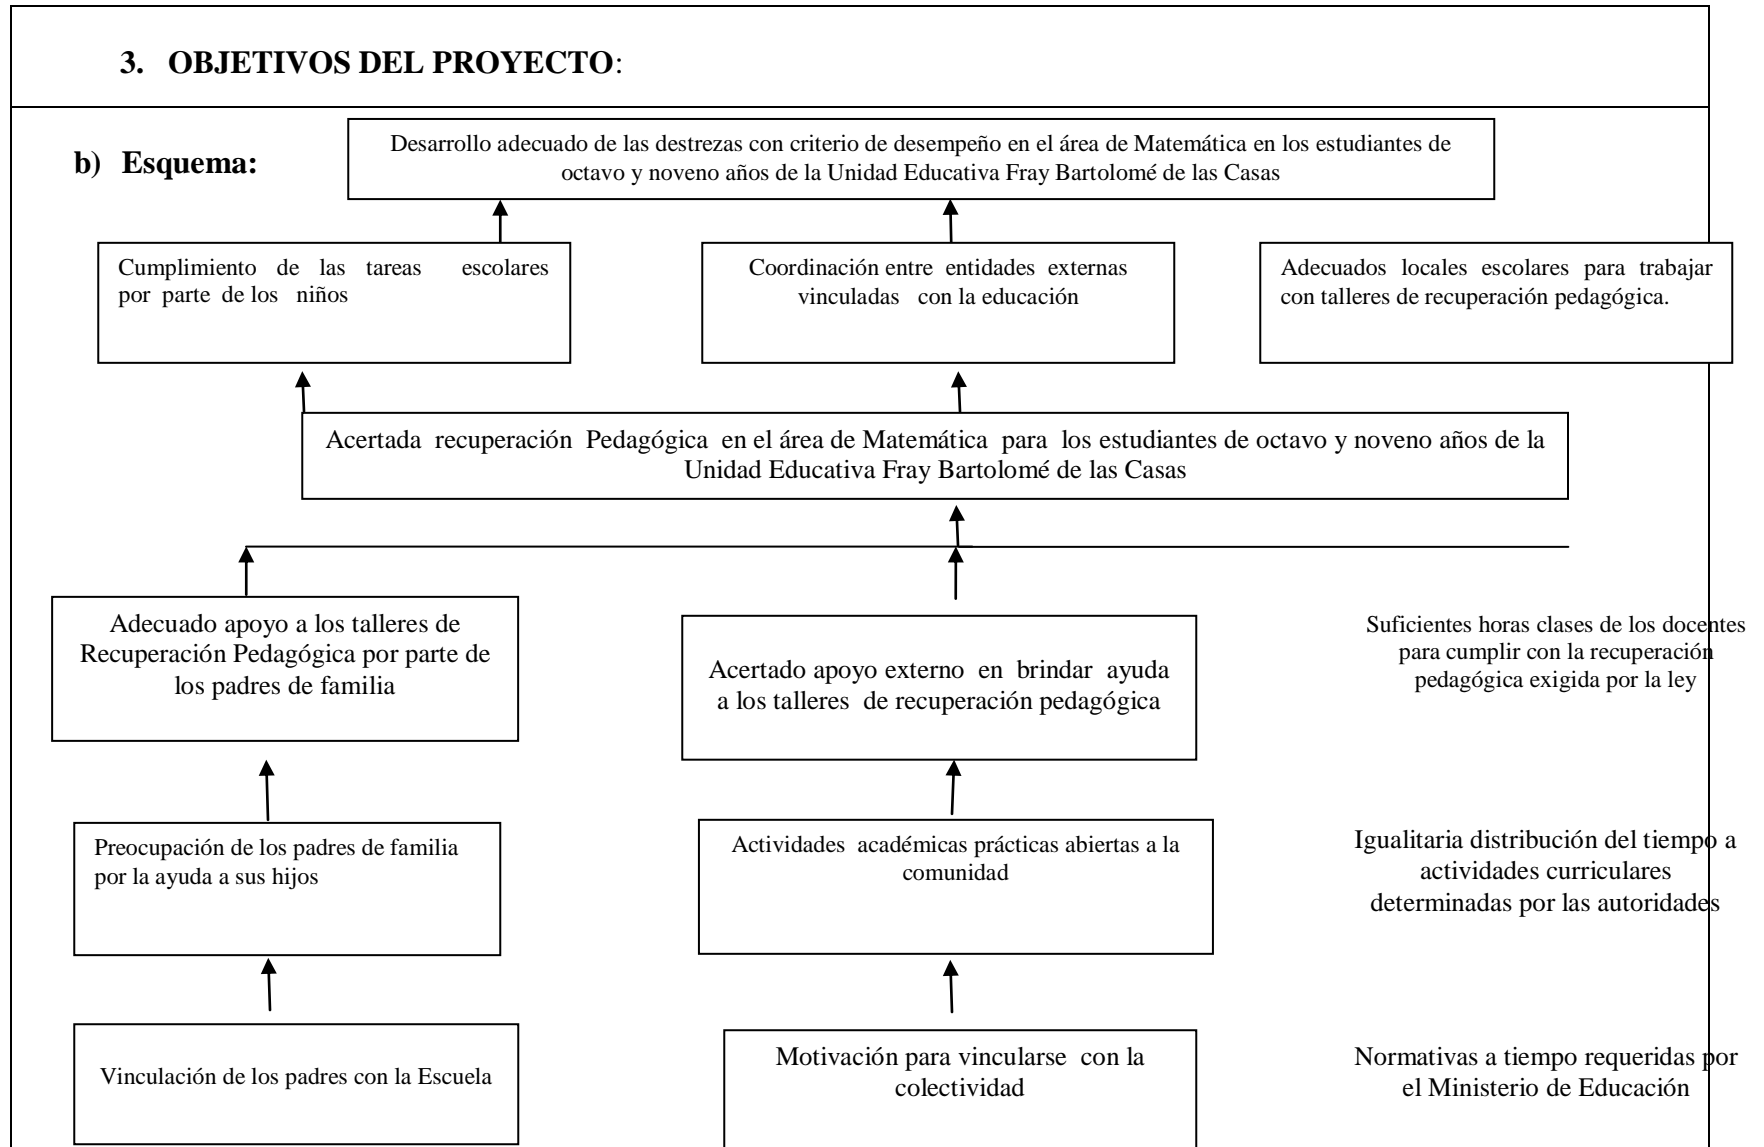 3. OBJETIVOS DEL PROYECTO:
b) Esquema:
Desarrollo adecuado de las destrezas con criterio de desempeño en el área de Matemática en los estudiantes de
octavo y noveno años de la Unidad Educativa Fray Bartolomé de las Casas
Cumplimiento de las tareas escolares
por parte de los niños
Coordinación entre entidades externas
vinculadas con la educación
Adecuados locales escolares para trabajar
con talleres de recuperación pedagógica.
Acertada recuperación Pedagógica en el área de Matemática para los estudiantes de octavo y noveno años de la
Unidad Educativa Fray Bartolomé de las Casas
Adecuado apoyo a los talleres de
Recuperación Pedagógica por parte de
los padres de familia
Acertado apoyo externo en brindar ayuda
a los talleres de recuperación pedagógica
Suficientes horas clases de los docentes
para cumplir con la recuperación
pedagógica exigida por la ley
Preocupación de los padres de familia
por la ayuda a sus hijos
Actividades académicas prácticas abiertas a la
comunidad
Igualitaria distribución del tiempo a
actividades curriculares
determinadas por las autoridades
Vinculación de los padres con la Escuela
Motivación para vincularse con la
colectividad
Normativas a tiempo requeridas por
el Ministerio de Educación